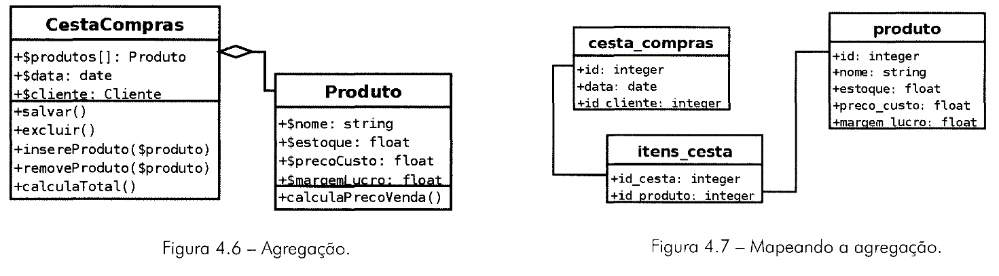 CestaCompras
+$produtos[]: Produto
+$data: date
+$cliente: Cliente
+salvar()
+excluir()
+insereProduto($produto)
+removeProduto($produto)
+calculaTotal()
Produto
+$nome: string
+$estoque: float
+$precoCusto: float
+$margemLucro: float
+calculaPrecoVenda()
Figura 4.6 – Agregação.
cesta_compras
+id: integer
+data: date
+id_cliente: integer
produto
+id: integer
+nome: string
+estoque: float
+preco_custo: float
+margem_lucro: float
itens_cesta
+id_cesta: integer
+id_produto: integer
Figura 4.7 – Mapeando a agregação.